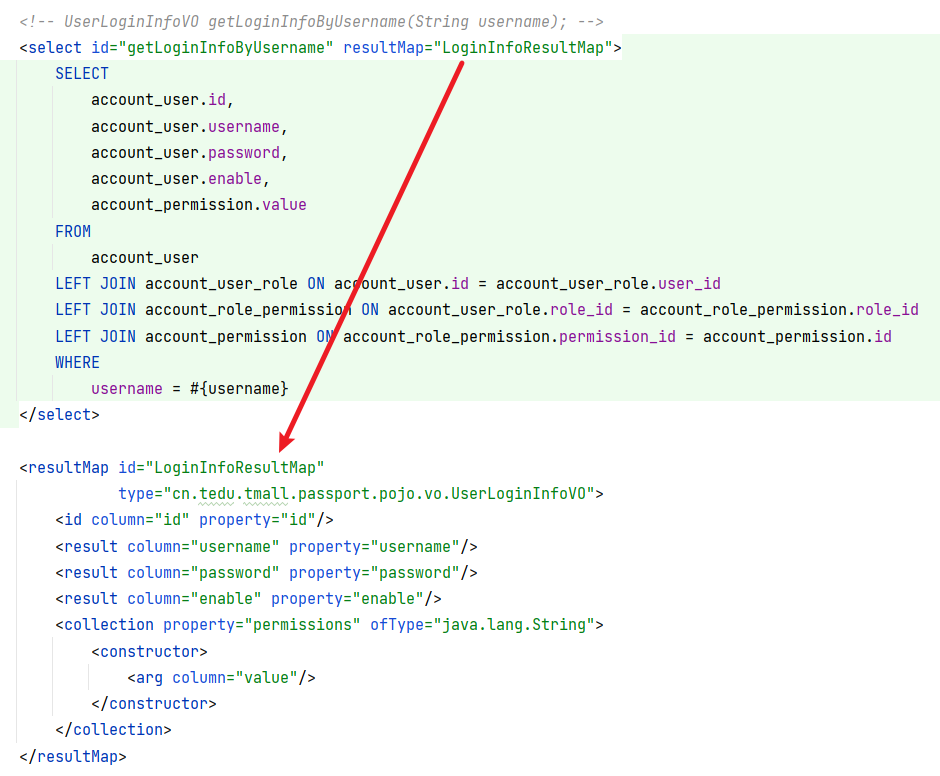 <!-- UserLoginInfoVO getLoginInfoByUsername(String username); -->
<select id="getLoginInfoByUsername" resultMap="LoginInfoResultMap">
    SELECT
        account_user.id,
        account_user.username,
        account_user.password,
        account_user.enable,
        account_permission.value
    FROM
        account_user
    LEFT JOIN account_user_role ON account_user.id = account_user_role.user_id
    LEFT JOIN account_role_permission ON account_user_role.role_id = account_role_permission.role_id
    LEFT JOIN account_permission ON account_role_permission.permission_id = account_permission.id
    WHERE
        username = #{username}
</select>
<resultMap id="LoginInfoResultMap"
           type="cn.tedu.tmall.passport.pojo.vo.UserLoginInfoVO">
    <id column="id" property="id"/>
    <result column="username" property="username"/>
    <result column="password" property="password"/>
    <result column="enable" property="enable"/>
    <collection property="permissions" ofType="java.lang.String">
        <constructor>
            <arg column="value"/>
        </constructor>
    </collection>
</resultMap>